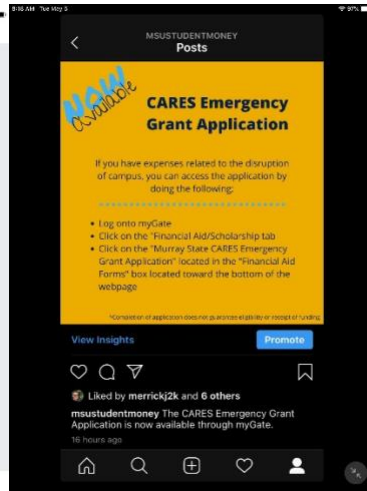 9:56 AM Tue May 5
97%
MSUSTUDENTMONEY
Posts
NOW
available
CARES Emergency
Grant Application
If you have expenses related to the disruption
of campus, you can access the application by
doing the following:
• Log onto myGate
• Click on the "Financial Aid/Scholarship tab
• Click on the "Murray State CARES Emergency
Grant Application" located in the "Financial Aid
Forms" box located toward the bottom of the
webpage
*Completion of application does not guarantee eligibility or receipt of funding
View Insights
Promote
Liked by merrickj2k and 6 others
msustudentmoney The CARES Emergency Grant
Application is now available through myGate.
16 hours ago